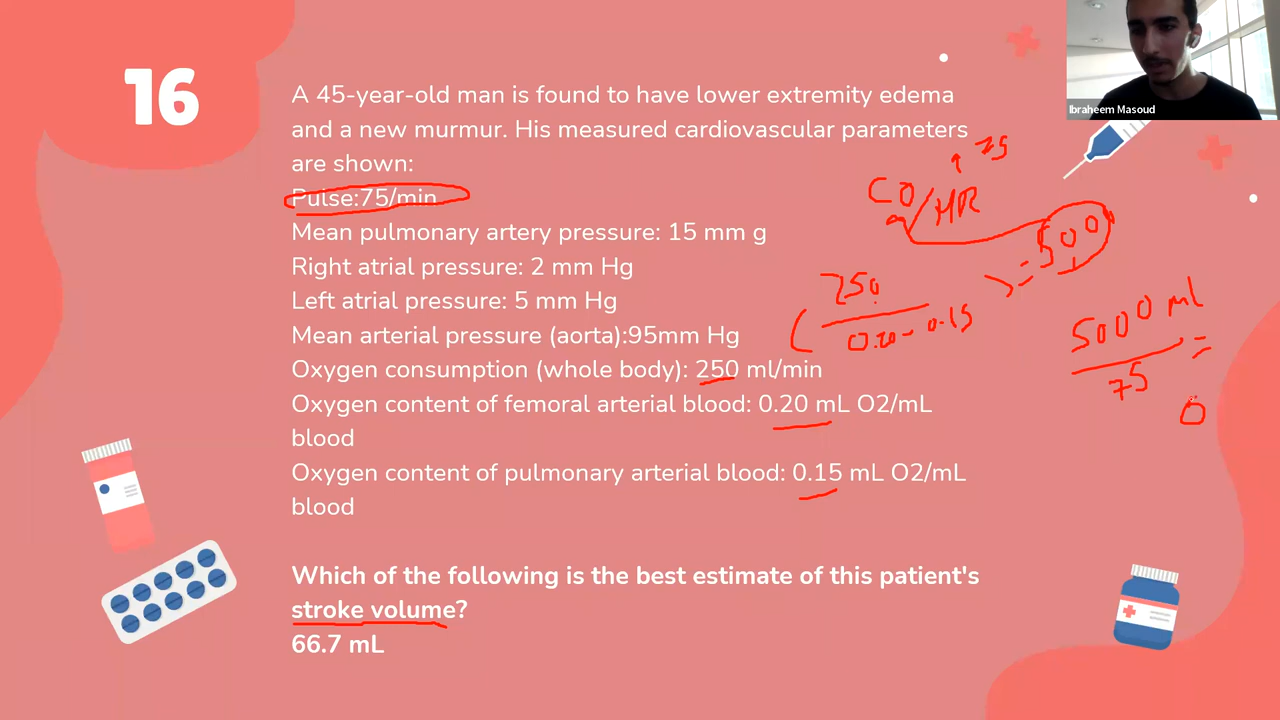 16
A 45-year-old man is found to have lower extremity edema
and a new murmur. His measured cardiovascular parameters
are shown:
Pulse:75/min
Mean pulmonary artery pressure: 15 mm g
Right atrial pressure: 2 mm Hg
Left atrial pressure: 5 mm Hg
Mean arterial pressure (aorta):95mm Hg
Oxygen consumption (whole body): 250 ml/min
Oxygen content of femoral arterial blood: 0.20 mL O2/mL
blood
Oxygen content of pulmonary arterial blood: 0.15 mL O2/mL
blood
Which of the following is the best estimate of this patient's
stroke volume?
66.7 mL
Ibraheem Masoud
75
CO/HR
250
0.20 - 0.15
= 500
5000 ml
75
=
0